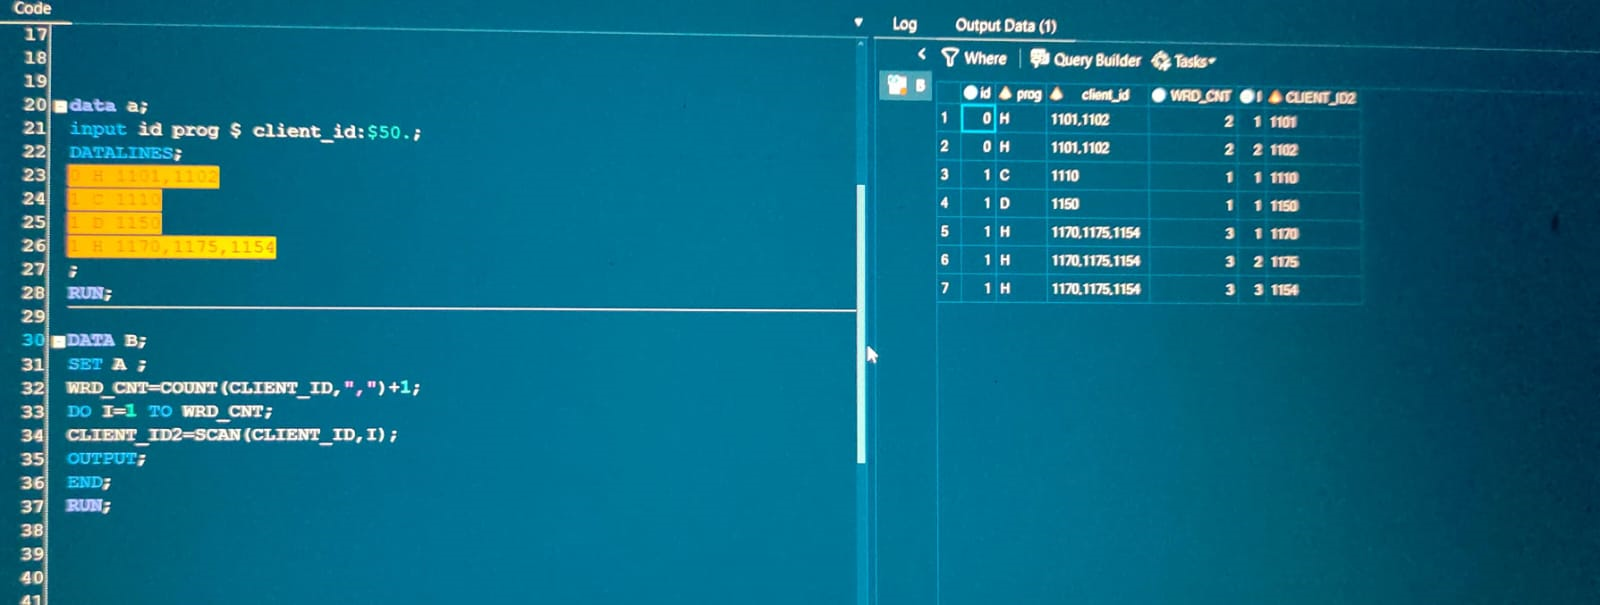 Code
17
18
19
20 data a;
21 input id prog $ client_id:$50.;
22 DATALINES;
23 0 H 1101,1102
24 1 C 1110
25 1 D 1150
26 1 H 1170,1175,1154
27 ;
28 RUN;
29
30 DATA B;
31 SET A ;
32 WRD_CNT=COUNT(CLIENT_ID,",")+1;
33 DO I=1 TO WRD_CNT;
34 CLIENT_ID2=SCAN(CLIENT_ID,I);
35 OUTPUT;
36 END;
37 RUN;
38
39
40
41
Log Output Data (1)
Where Query Builder Tasks
B
id prog client_id WRD_CNT I CLIENT_ID2
1 0 H 1101,1102 2 1 1101
2 0 H 1101,1102 2 2 1102
3 1 C 1110 1 1 1110
4 1 D 1150 1 1 1150
5 1 H 1170,1175,1154 3 1 1170
6 1 H 1170,1175,1154 3 2 1175
7 1 H 1170,1175,1154 3 3 1154